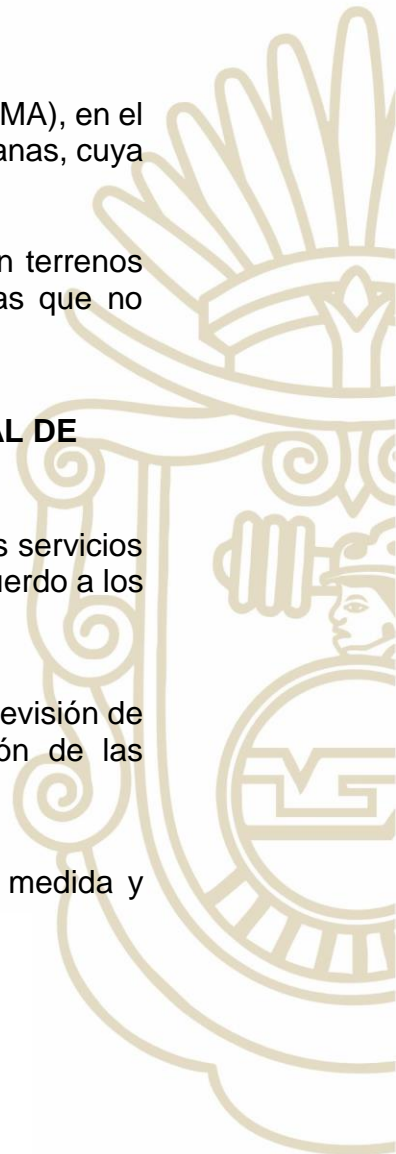 MA), en el
anas, cuya
n terrenos
as que no
AL DE
s servicios
uerdo a los
evisión de
ón de las
medida y